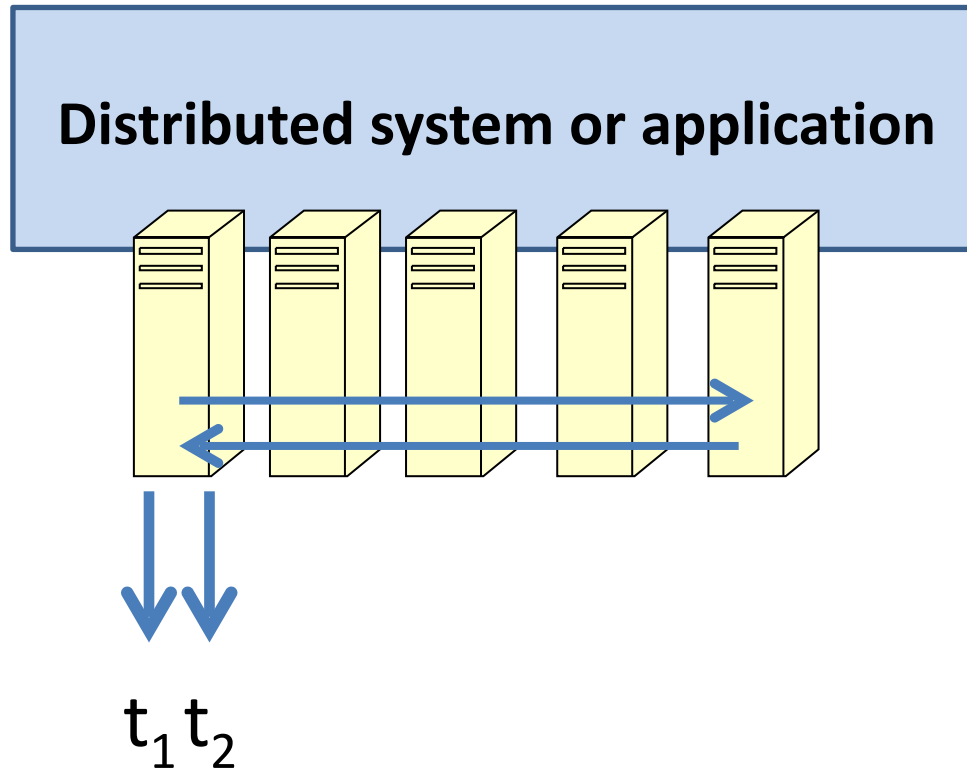 Distributed system or application
t₁ t₂